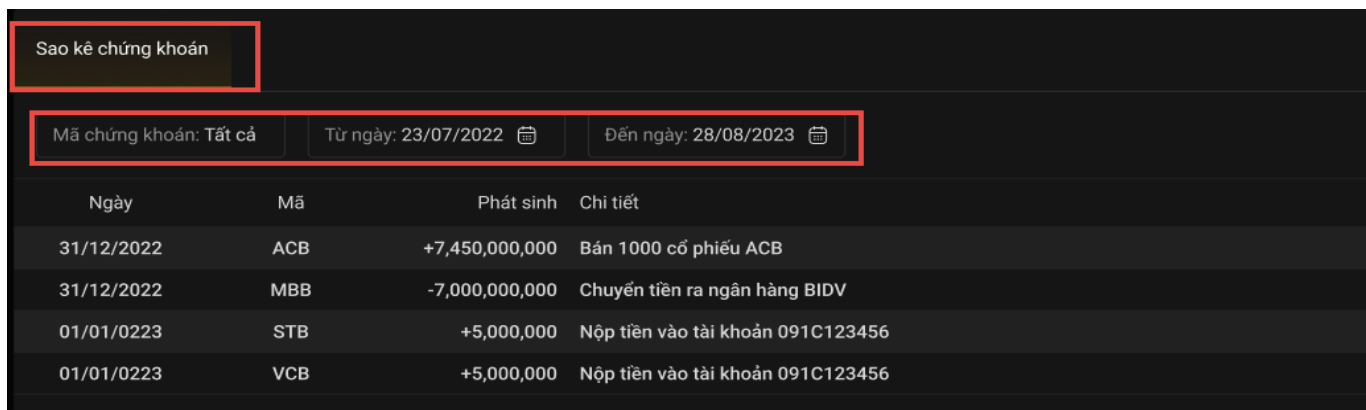 Sao kê chứng khoán
Mã chứng khoán: Tất cả Từ ngày: 23/07/2022 Đến ngày: 28/08/2023
Ngày Mã Phát sinh Chi tiết
31/12/2022 ACB +7,450,000,000 Bán 1000 cổ phiếu ACB
31/12/2022 MBB -7,000,000,000 Chuyển tiền ra ngân hàng BIDV
01/01/0223 STB +5,000,000 Nộp tiền vào tài khoản 091C123456
01/01/0223 VCB +5,000,000 Nộp tiền vào tài khoản 091C123456